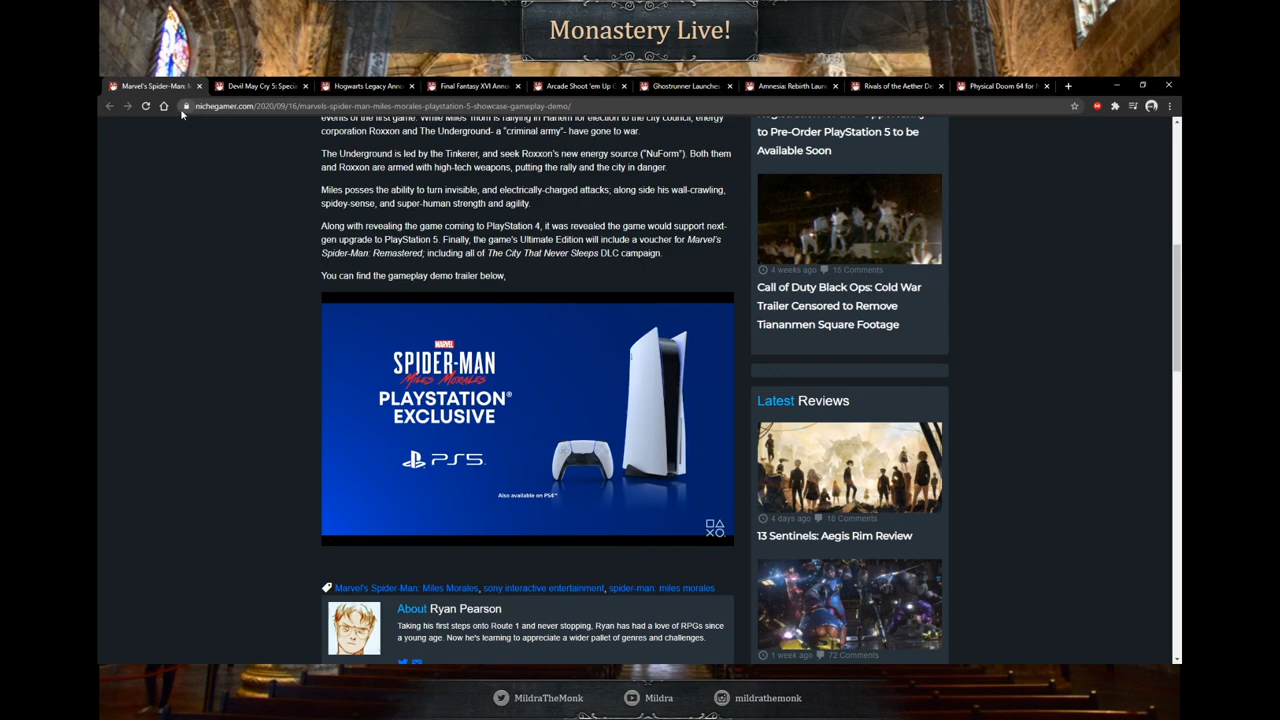 Monastery Live!
Marvel's Spider-Man: M
Devil May Cry 5: Speci
Hogwarts Legacy Ann
Final Fantasy XVI Anno
Arcade Shoot 'em Up C
Ghostrunner Launches
Amnesia: Rebirth Laun
Rivals of the Aether De
Physical Doom 64 for N
nichegamer.com/2020/09/16/marvels-spider-man-miles-morales-playstation-5-showcase-gameplay-demo/
events of the first game. While Miles' mom is rallying in Harlem for election to the city council, energy
corporation Roxxon and The Underground- a "criminal army"- have gone to war.
The Underground is led by the Tinkerer, and seek Roxxon's new energy source ("NuForm"). Both them
and Roxxon are armed with high-tech weapons, putting the rally and the city in danger.
Miles posses the ability to turn invisible, and electrically-charged attacks; along side his wall-crawling,
spidey-sense, and super-human strength and agility.
Along with revealing the game coming to PlayStation 4, it was revealed the game would support next-
gen upgrade to PlayStation 5. Finally, the game's Ultimate Edition will include a voucher for Marvel's
Spider-Man: Remastered; including all of The City That Never Sleeps DLC campaign.
You can find the gameplay demo trailer below,
MARVEL
SPIDER-MAN
MILES MORALES
PLAYSTATION®
EXCLUSIVE
PS5™
Also available on PS4™
Marvel's Spider-Man: Miles Morales, sony interactive entertainment, spider-man: miles morales
About Ryan Pearson
Taking his first steps onto Route 1 and never stopping, Ryan has had a love of RPGs since
a young age. Now he's learning to appreciate a wider pallet of genres and challenges.
to Pre-Order PlayStation 5 to be
Available Soon
4 weeks ago 15 Comments
Call of Duty Black Ops: Cold War
Trailer Censored to Remove
Tiananmen Square Footage
Latest Reviews
4 days ago 18 Comments
13 Sentinels: Aegis Rim Review
1 week ago 72 Comments
MildraTheMonk
Mildra
mildrathemonk